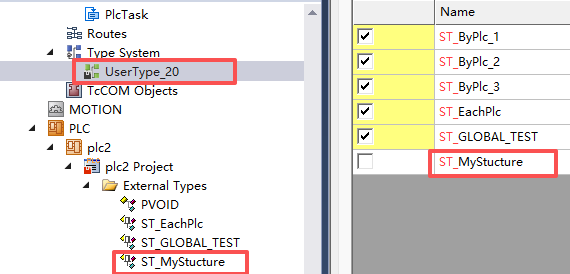 PlcTask
Routes
Type System
UserType_20
TcCOM Objects
MOTION
PLC
plc2
plc2 Project
External Types
PVOID
ST_EachPlc
ST_GLOBAL_TEST
ST_MyStucture
Name
ST_ByPlc_1
ST_ByPlc_2
ST_ByPlc_3
ST_EachPlc
ST_GLOBAL_TEST
ST_MyStucture